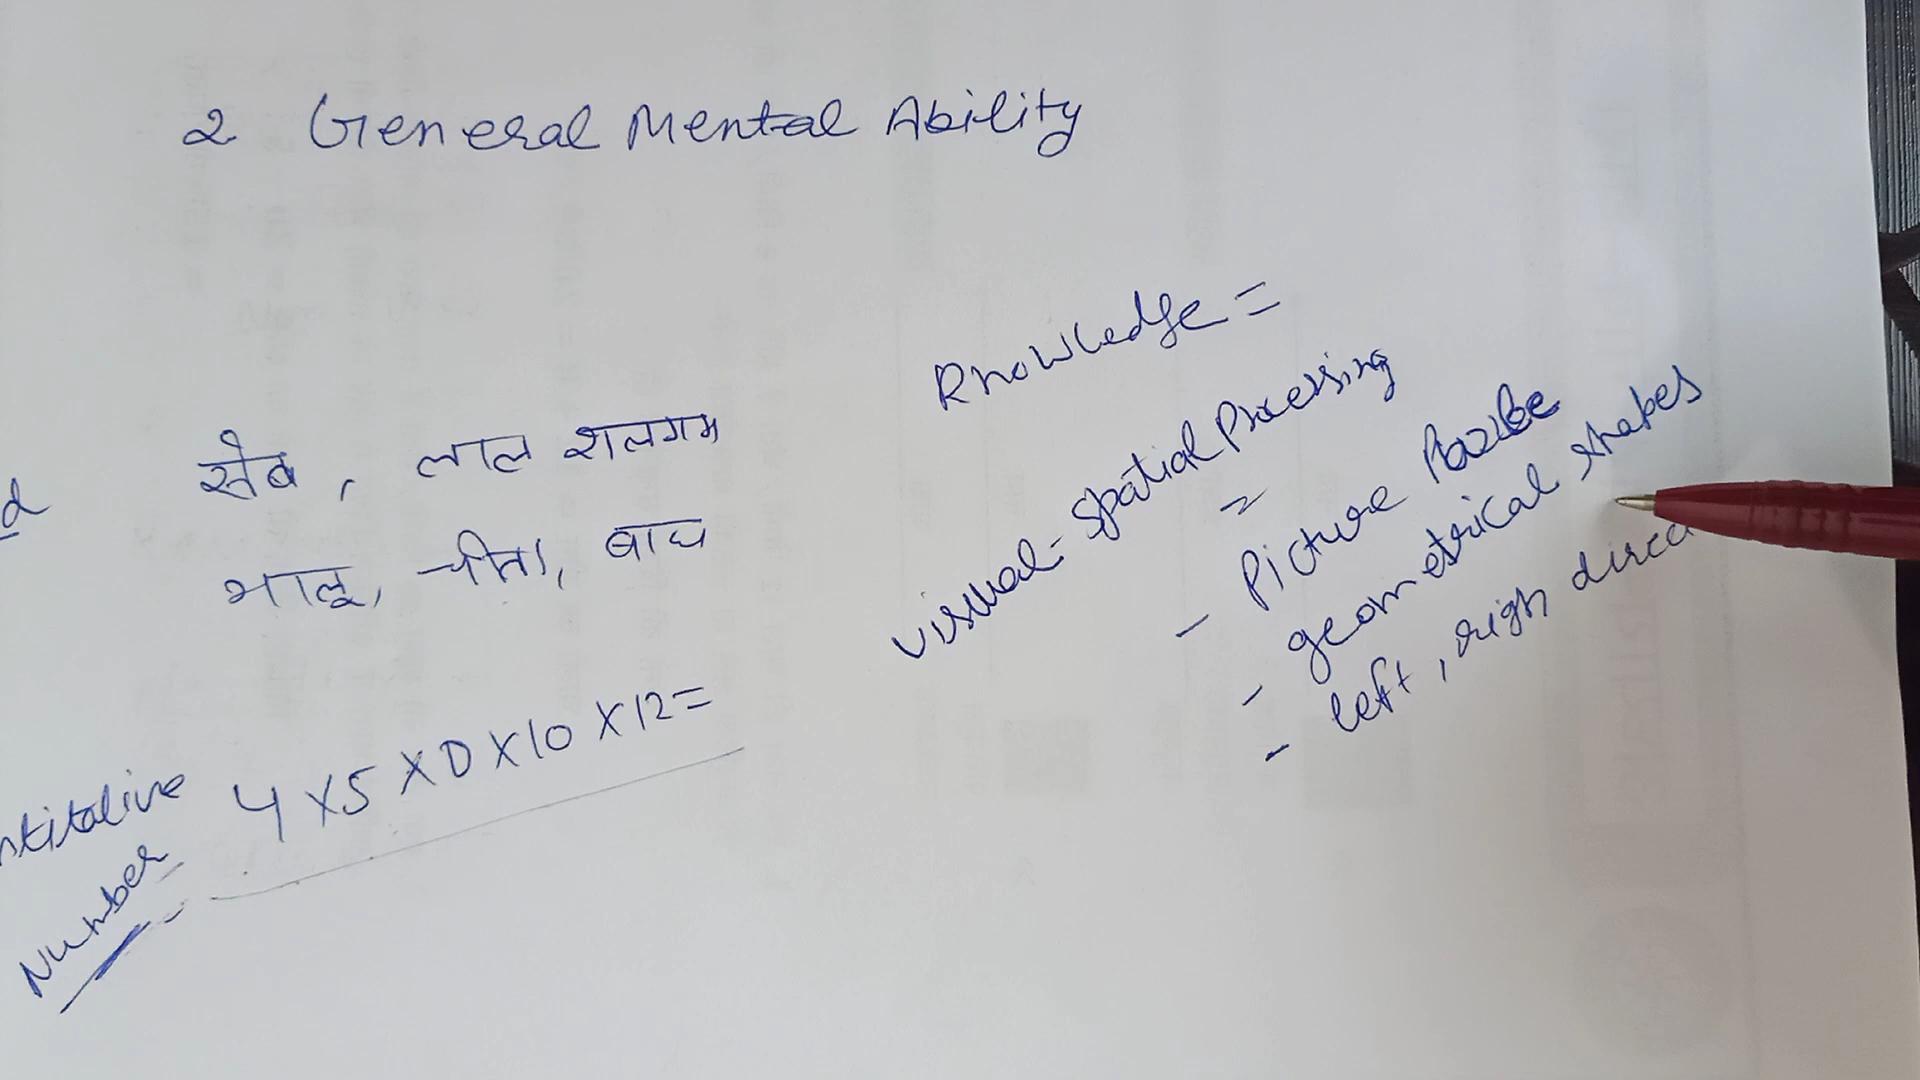 2 General Mental Ability
सेब, लाल शलगम
भालू, चीता, बाघ
4 x 5 x 0 x 10 x 12 =
Number
Knowledge =
Visual-Spatial Processing
=
- Picture Puzzle
- geometrical shapes
- left, righ